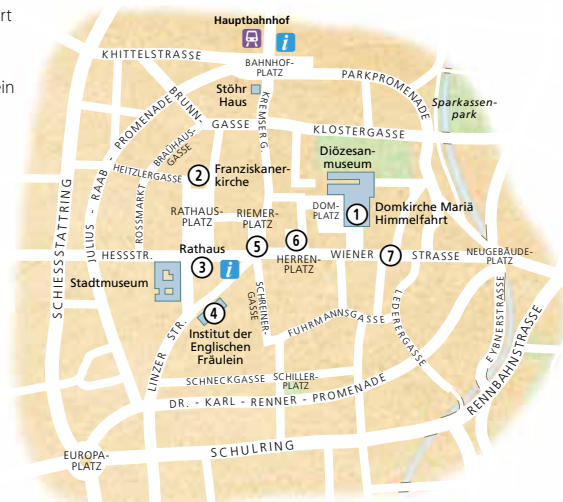 rt
ein
Hauptbahnhof
i
KHITTELSTRASSE
BAHNHOF-
PLATZ
PARKPROMENADE
Stöhr
Haus
Sparkassen-
park
BRUNN-
GASSE
KREMSER G.
KLOSTERGASSE
JULIUS - RAAB - PROMENADE
BRÄUHAUS-
GASSE
Diözesan-
museum
HEITZLERGASSE
2
Franziskaner-
kirche
ROSSMARKT
SCHIESSSTATTRING
RATHAUS-
PLATZ
RIEMER-
PLATZ
DOM-
PLATZ
1
Domkirche Mariä
Himmelfahrt
HESSSTR.
Rathaus
3
i
5
6
HERREN-
PLATZ
WIENER
7
STRASSE
NEUGEBÄUDE-
PLATZ
Stadtmuseum
4
Institut der
Englischen
Fräulein
SCHREINER-
GASSE
FUHRMANNSGASSE
LEDERERGASSE
EYBNERSTRASSE
RENNBAHNSTRASSE
LINZER STR.
SCHNECKGASSE
SCHILLER-
PLATZ
DR. - KARL - RENNER - PROMENADE
EUROPA-
PLATZ
SCHULRING